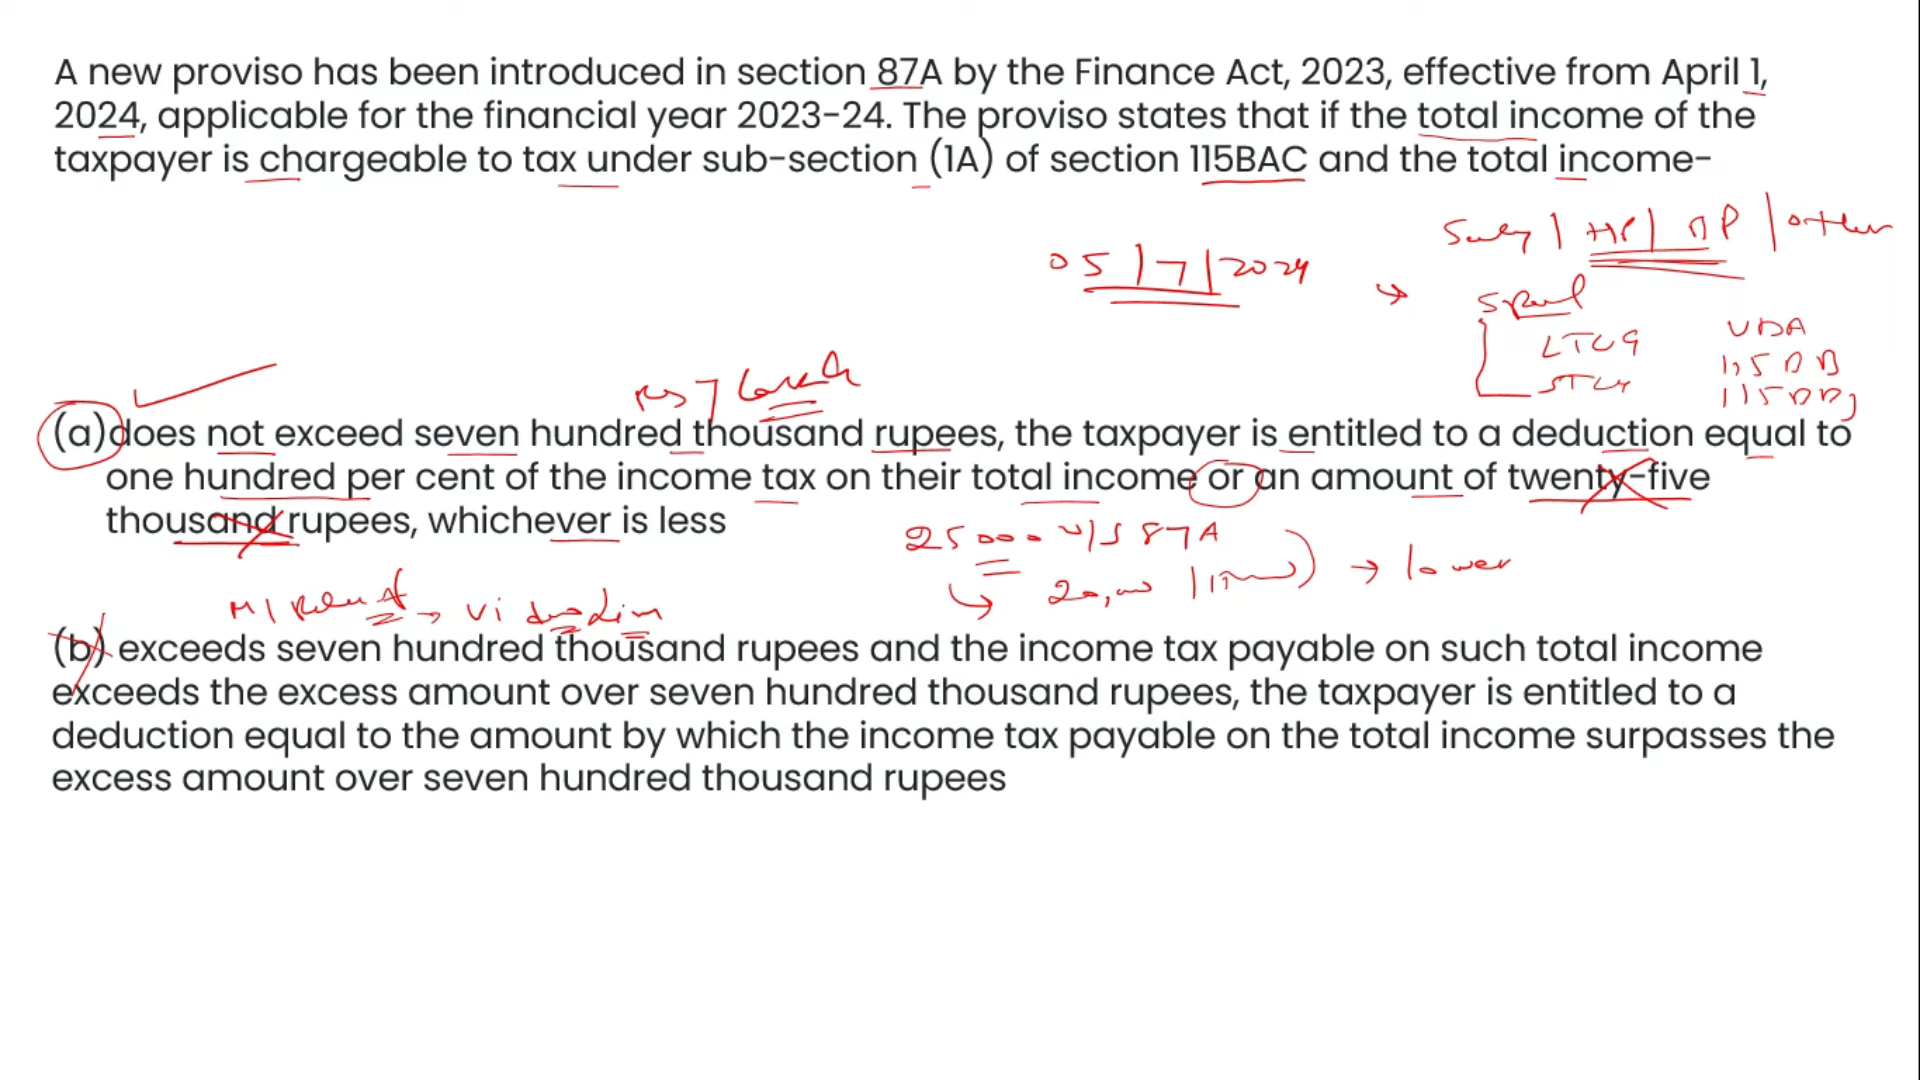 A new proviso has been introduced in section 87A by the Finance Act, 2023, effective from April 1,
2024, applicable for the financial year 2023-24. The proviso states that if the total income of the
taxpayer is chargeable to tax under sub-section (1A) of section 115BAC and the total income-
| HP | BP | other
05/7/2024
LTCG VDA
STCG 115BB
115BBJ
(a) does not exceed seven hundred thousand rupees, the taxpayer is entitled to a deduction equal to
one hundred per cent of the income tax on their total income or an amount of twenty-five
thousand rupees, whichever is less
25000 u/s 87A
→ lower
(b) exceeds seven hundred thousand rupees and the income tax payable on such total income
exceeds the excess amount over seven hundred thousand rupees, the taxpayer is entitled to a
deduction equal to the amount by which the income tax payable on the total income surpasses the
excess amount over seven hundred thousand rupees